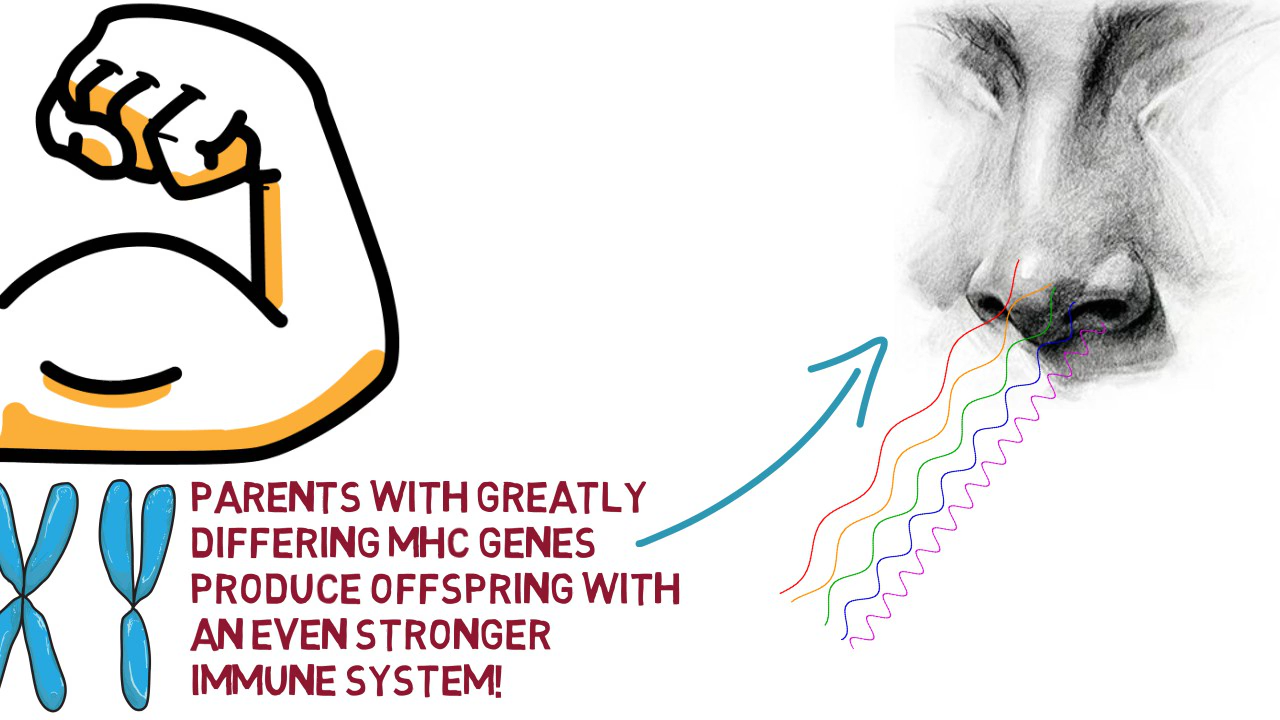 PARENTS WITH GREATLY
DIFFERING MHC GENES
PRODUCE OFFSPRING WITH
AN EVEN STRONGER
IMMUNE SYSTEM!